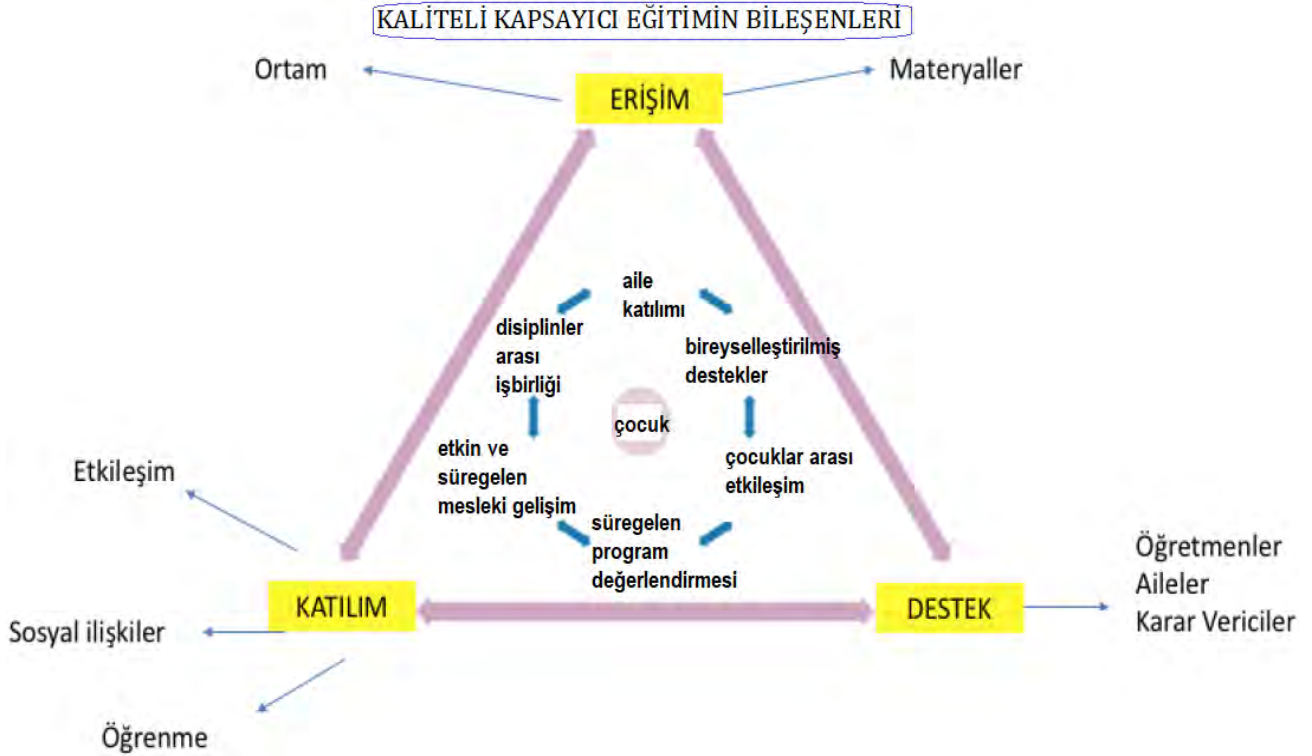 KALİTELİ KAPSAYICI EĞİTİMİN BİLEŞENLERİ
Ortam
ERİŞİM
Materyaller
aile
katılımı
disiplinler
arası
işbirliği
bireyselleştirilmiş
destekler
çocuk
etkin ve
süregelen
mesleki gelişim
çocuklar arası
etkileşim
süregelen
program
değerlendirmesi
Etkileşim
KATILIM
Sosyal ilişkiler
Öğrenme
DESTEK
Öğretmenler
Aileler
Karar Vericiler